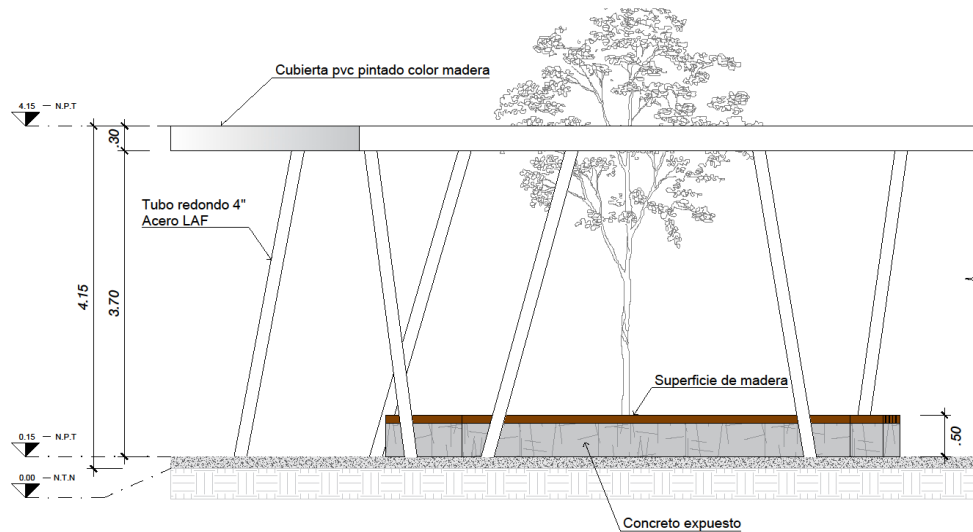 Cubierta pvc pintado color madera
4.15 — N.P.T
.30
Tubo redondo 4"
Acero LAF
4.15
3.70
Superficie de madera
0.15 — N.P.T
.50
0.00 — N.T.N
Concreto expuesto